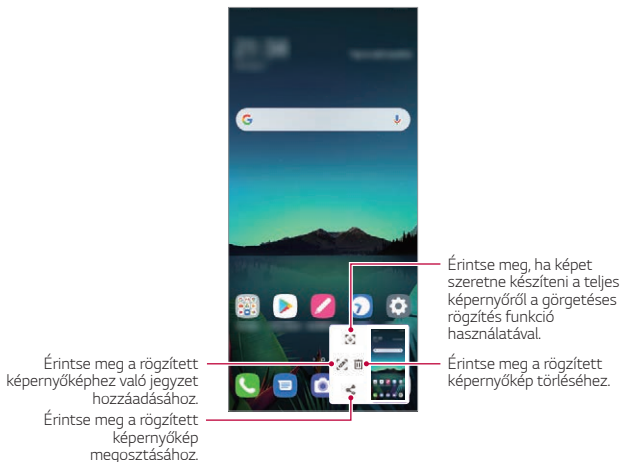 Érintse meg, ha képet
szeretne készíteni a teljes
képernyőről a görgetéses
rögzítés funkció
használatával.
Érintse meg a rögzített
képernyőképhez való jegyzet
hozzáadásához.
Érintse meg a rögzített
képernyőkép törléséhez.
Érintse meg a rögzített
képernyőkép
megosztásához.